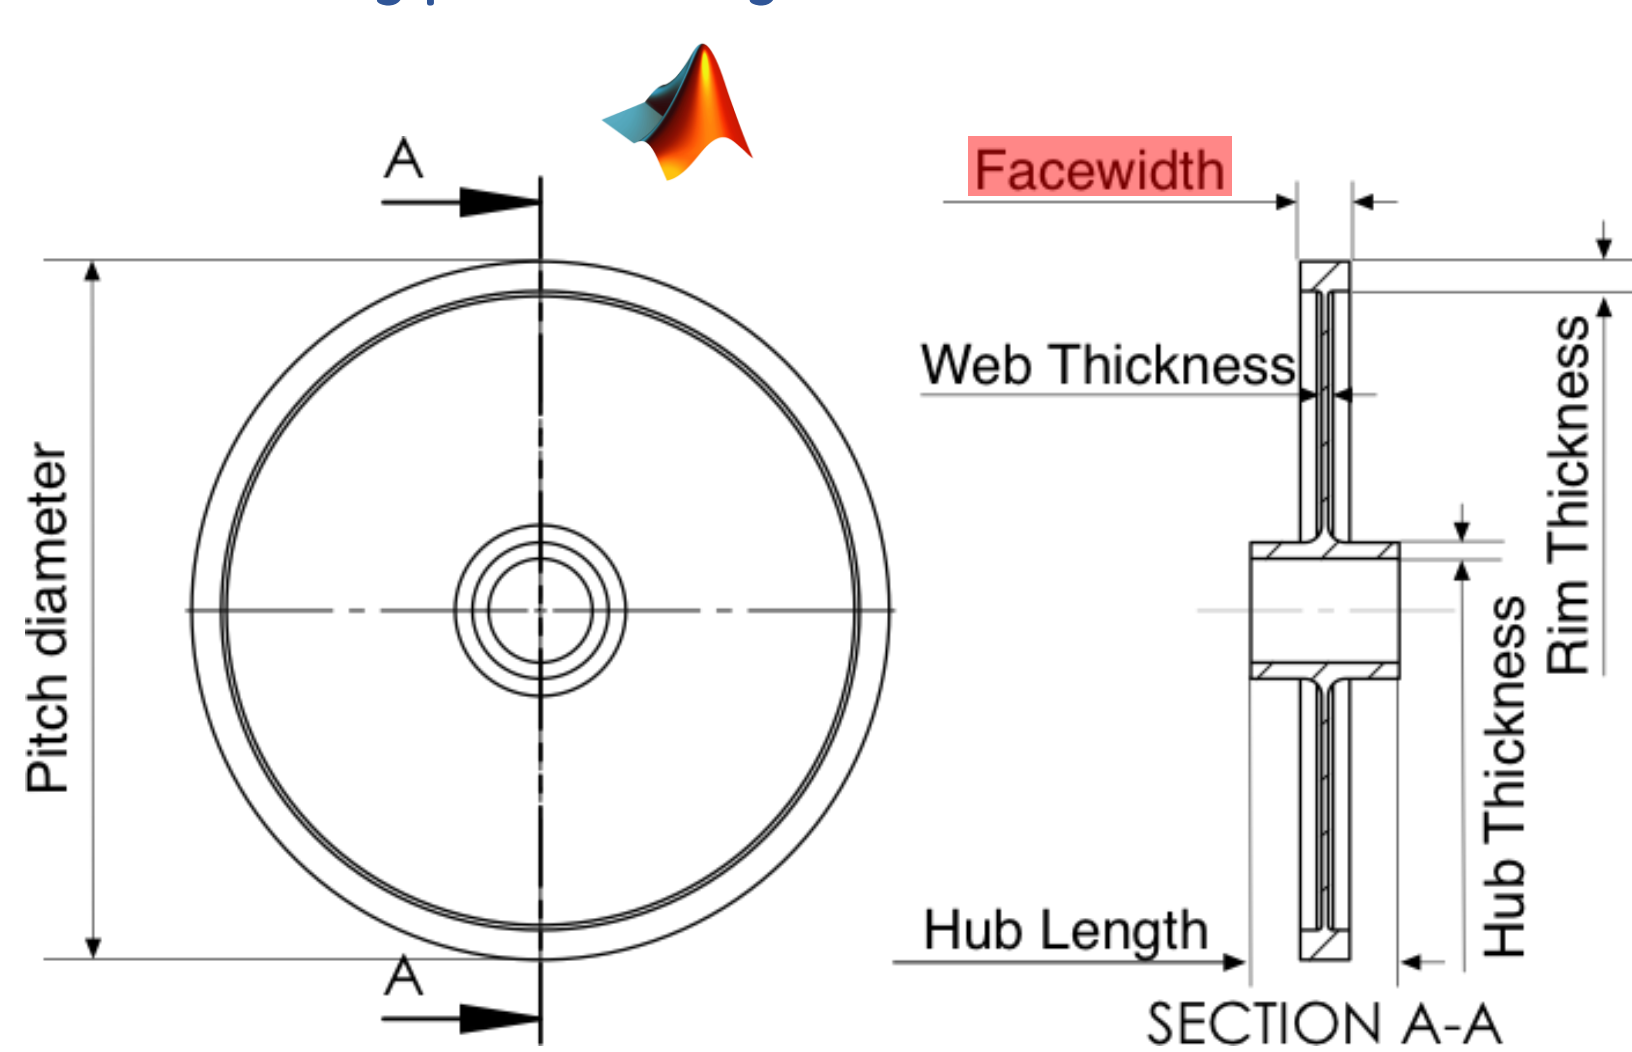 A
Facewidth
Web Thickness
Rim Thickness
Pitch diameter
Hub Thickness
Hub Length
A
SECTION A-A